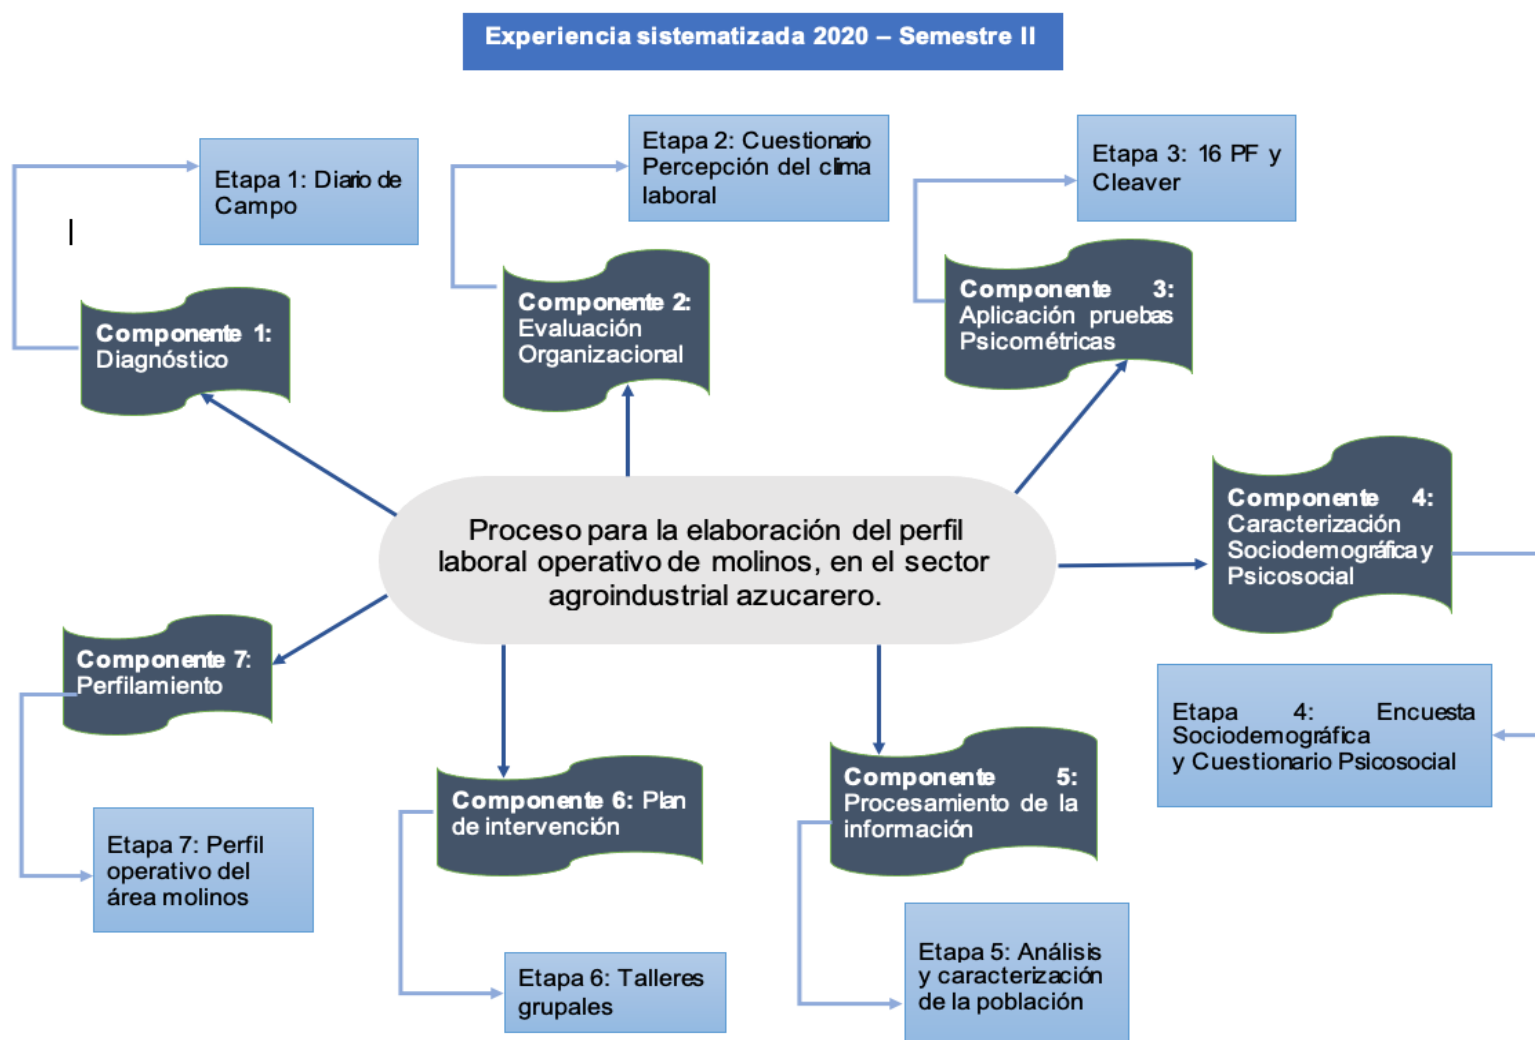 Experiencia sistematizada 2020 – Semestre II
Etapa 1: Diario de
Campo
Etapa 2: Cuestionario
Percepción del clima
laboral
Etapa 3: 16 PF y
Cleaver
Componente 1:
Diagnóstico
Componente 2:
Evaluación
Organizacional
Componente 3:
Aplicación pruebas
Psicométricas
Componente 4:
Caracterización
Sociodemográfica y
Psicosocial
Proceso para la elaboración del perfil
laboral operativo de molinos, en el sector
agroindustrial azucarero.
Componente 7:
Perfilamiento
Etapa 4: Encuesta
Sociodemográfica
y Cuestionario Psicosocial
Componente 6: Plan
de intervención
Componente 5:
Procesamiento de la
información
Etapa 7: Perfil
operativo del
área molinos
Etapa 6: Talleres
grupales
Etapa 5: Análisis
y caracterización
de la población